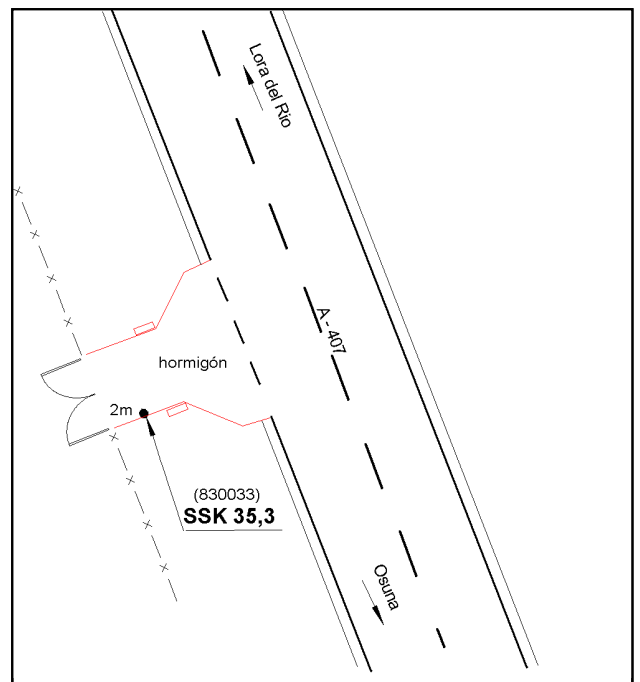 Lora del Rio
A - 407
hormigón
2m
(830033)
SSK 35,3
Osuna